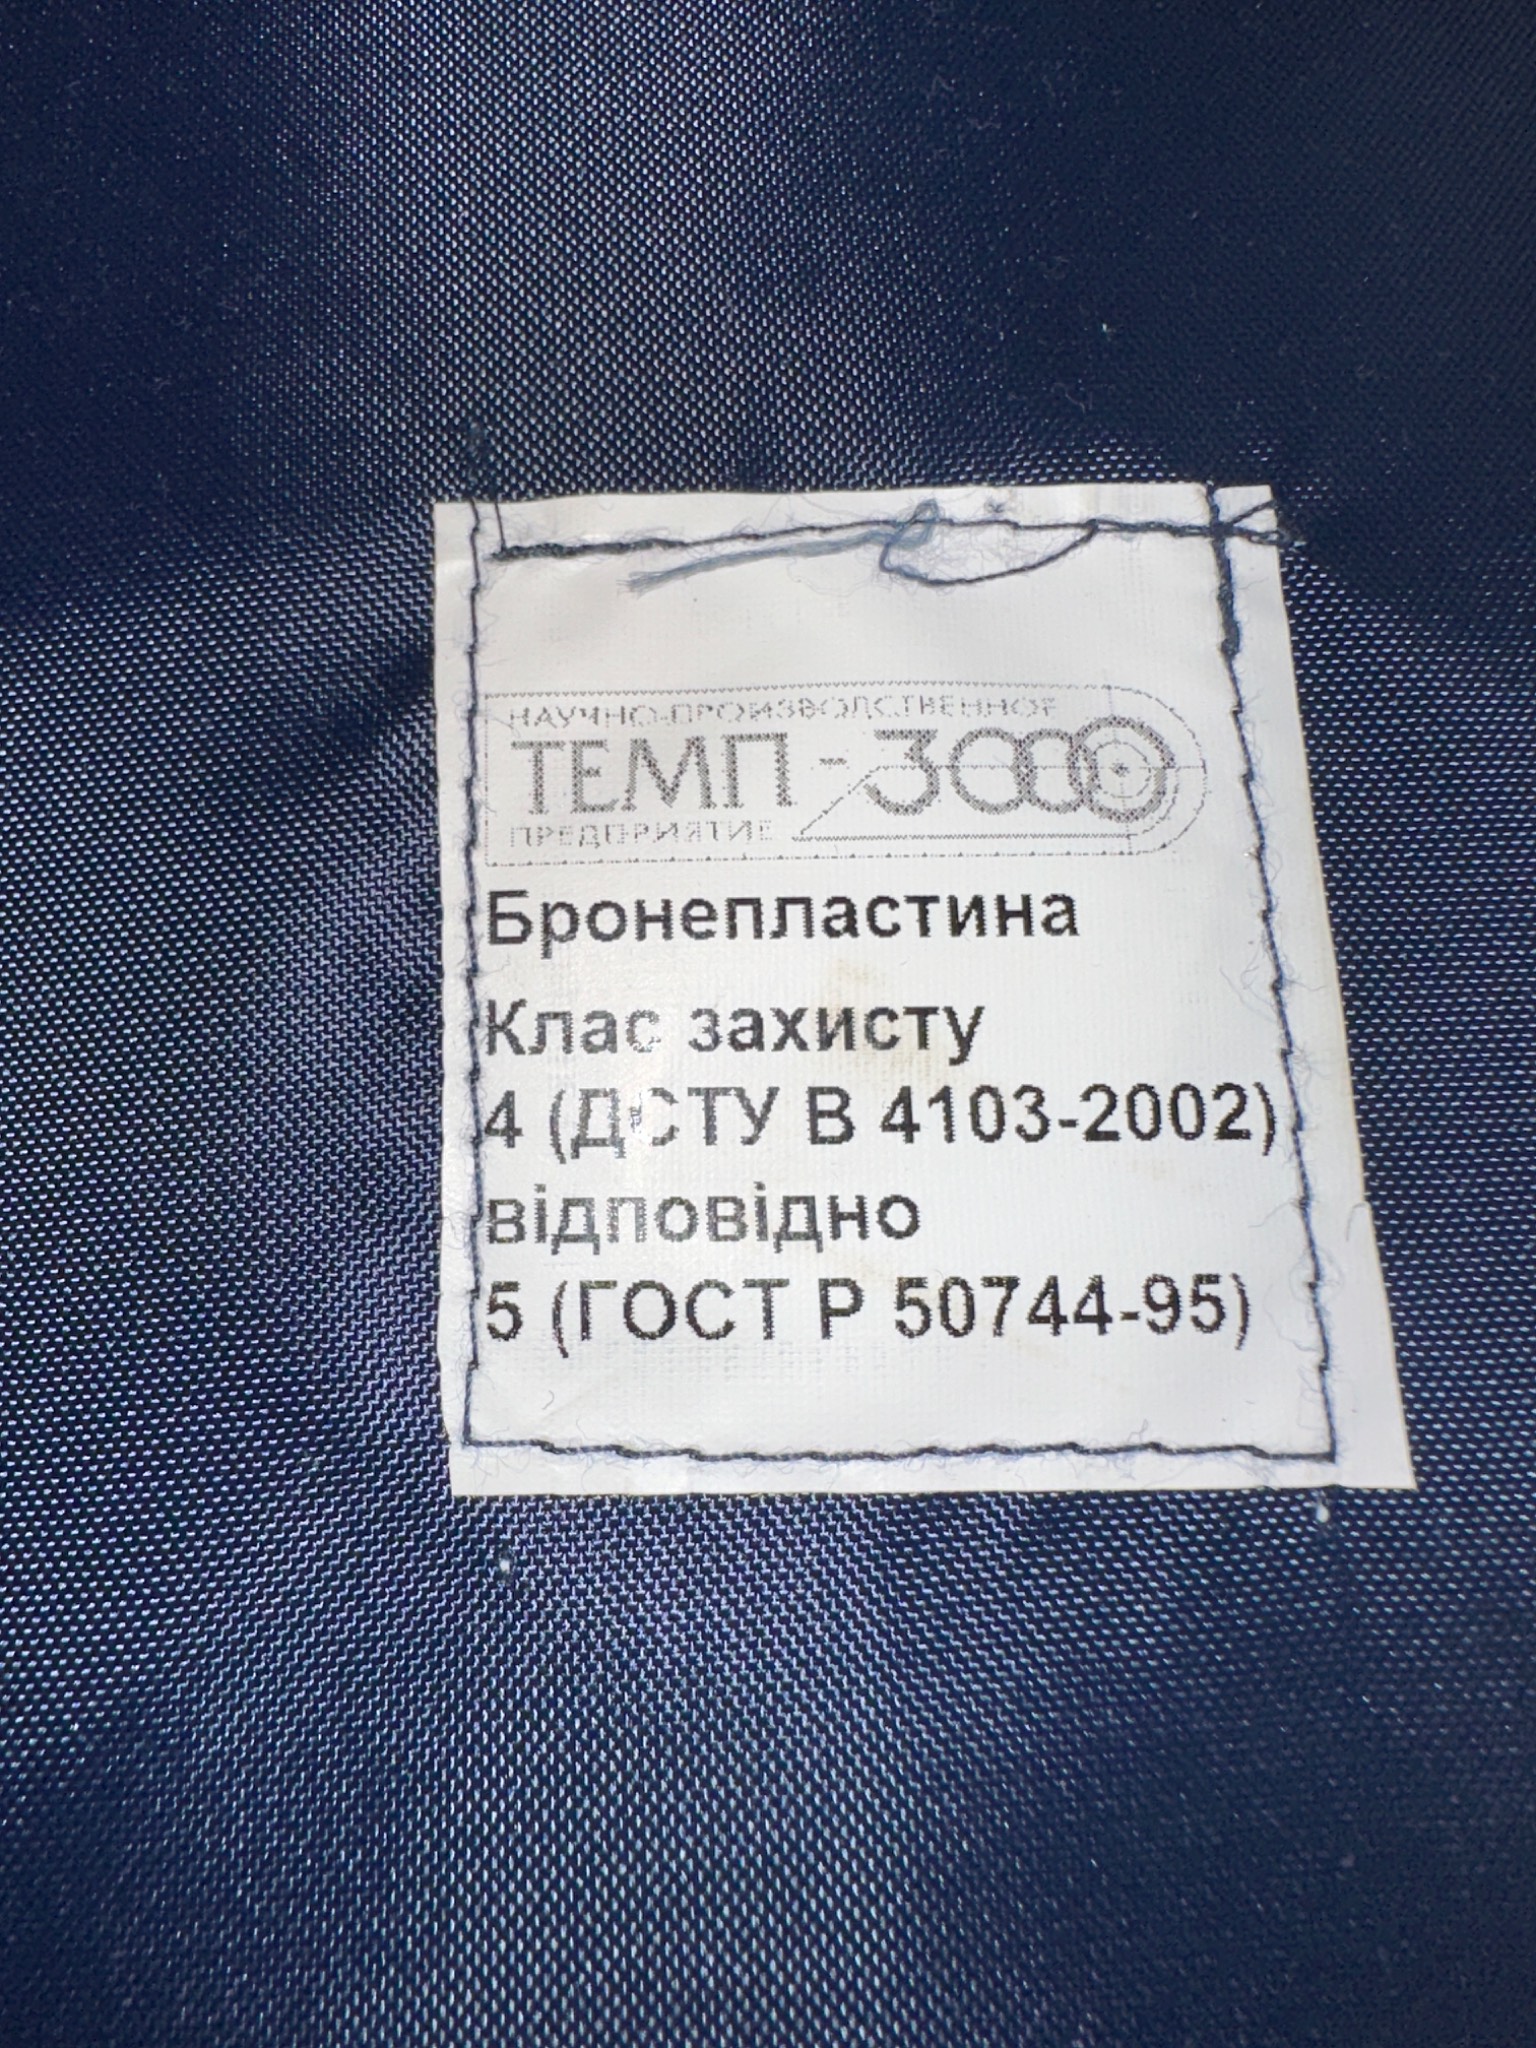 НАУЧНО-ПРОИЗВОДСТВЕННОЕ
ТЕМП-3000
ПРЕДПРИЯТИЕ
Бронепластина
Клас захисту
4 (ДСТУ В 4103-2002)
відповідно
5 (ГОСТ Р 50744-95)